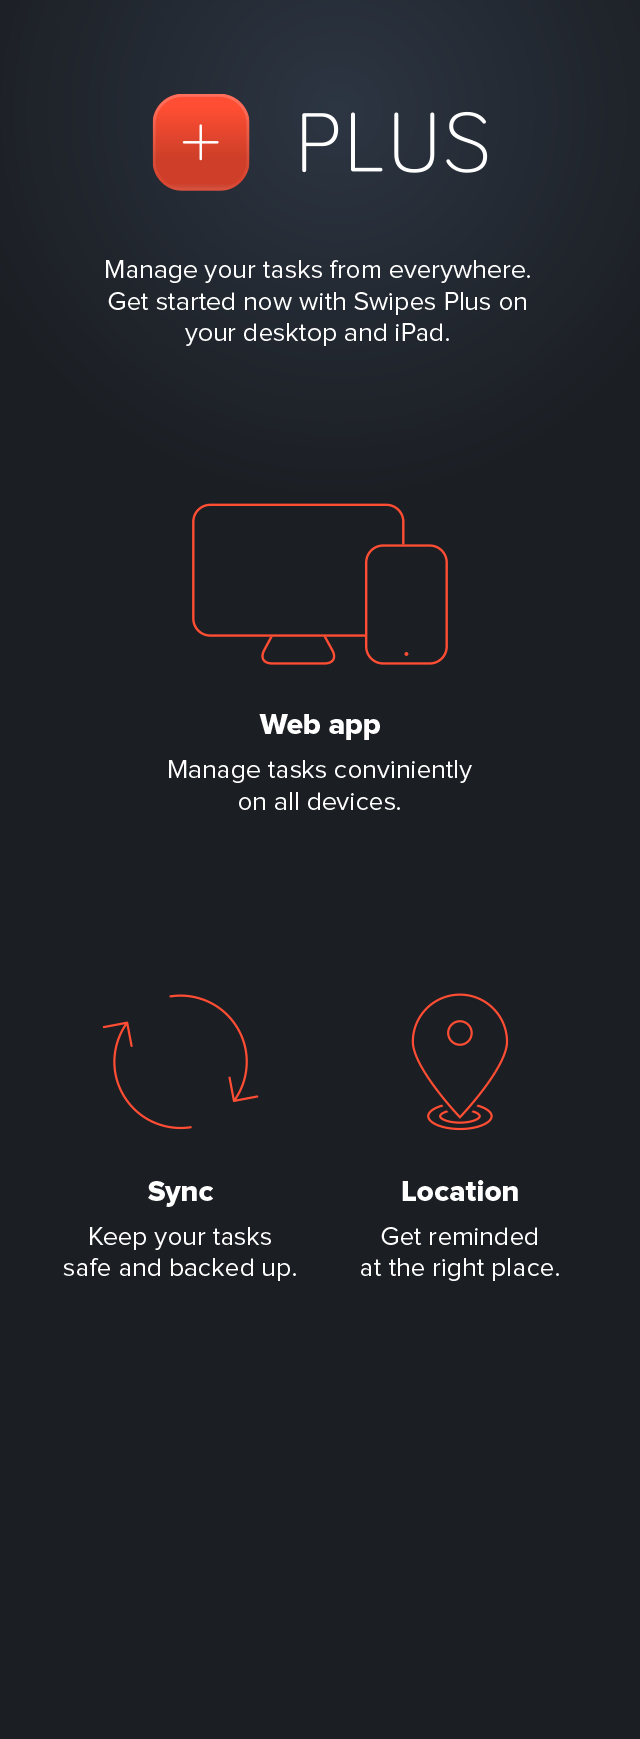 PLUS
Manage your tasks from everywhere.
Get started now with Swipes Plus on
your desktop and iPad.
Web app
Manage tasks conviniently
on all devices.
Sync
Keep your tasks
safe and backed up.
Location
Get reminded
at the right place.